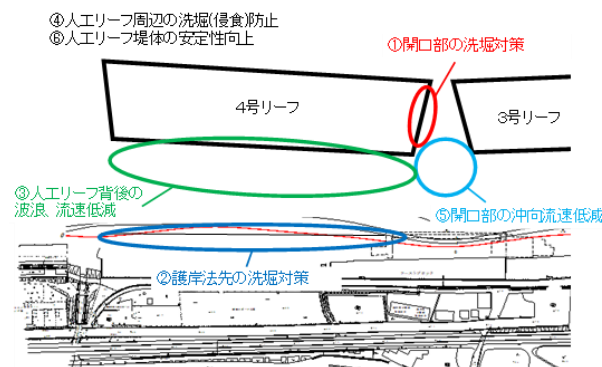 ④人工リーフ周辺の洗堀(侵食)防止
⑥人工リーフ堤体の安定性向上
①開口部の洗堀対策
4号リーフ
3号リーフ
③人工リーフ背後の
波浪、流速低減
⑤開口部の沖向流速低減
②護岸法先の洗堀対策